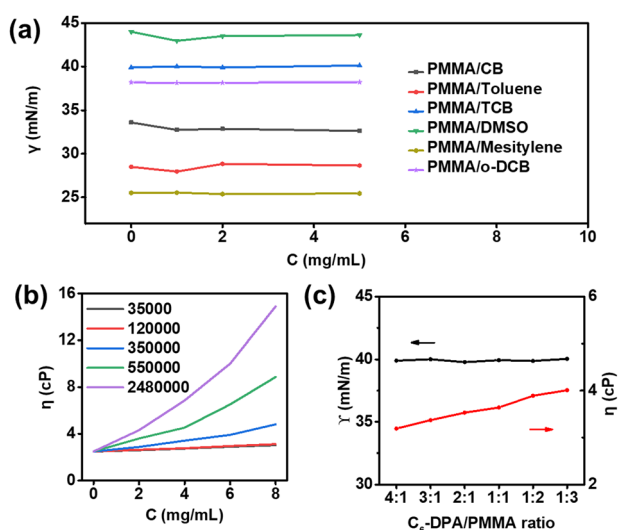 (a)
γ (mN/m)
45
40
35
30
25
0
2
4
6
8
10
C (mg/mL)
PMMA/CB
PMMA/Toluene
PMMA/TCB
PMMA/DMSO
PMMA/Mesitylene
PMMA/o-DCB
(b)
η (cP)
16
12
8
4
0
0
2
4
6
8
C (mg/mL)
35000
120000
350000
550000
2480000
(c)
ϒ (mN/m)
45
40
35
30
6
4
2
η (cP)
4:1 3:1 2:1 1:1 1:2 1:3
C₆-DPA/PMMA ratio